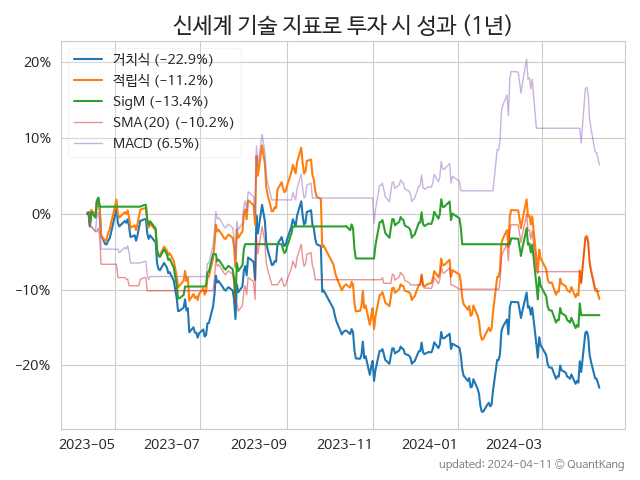 신세계 기술 지표로 투자 시 성과 (1년)
거치식 (−22.9%)
적립식 (−11.2%)
SigM (−13.4%)
SMA(20) (−10.2%)
MACD (6.5%)
20%
10%
0%
−10%
−20%
2023-05 2023-07 2023-09 2023-11 2024-01 2024-03
updated: 2024-04-11 © QuantKang